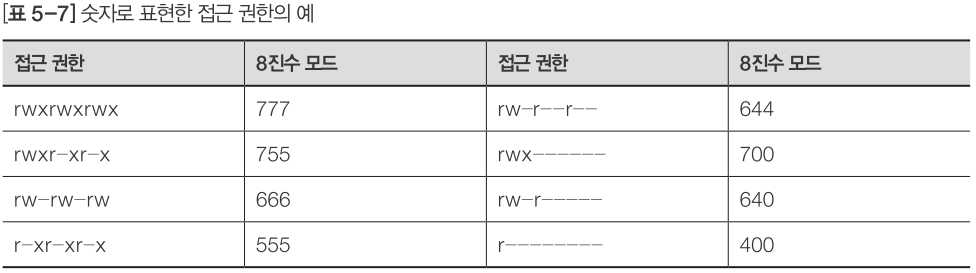 [표 5-7] 숫자로 표현한 접근 권한의 예
접근 권한 8진수 모드 접근 권한 8진수 모드
rwxrwxrwx 777 rw-r--r-- 644
rwxr-xr-x 755 rwx------ 700
rw-rw-rw 666 rw-r----- 640
r-xr-xr-x 555 r-------- 400